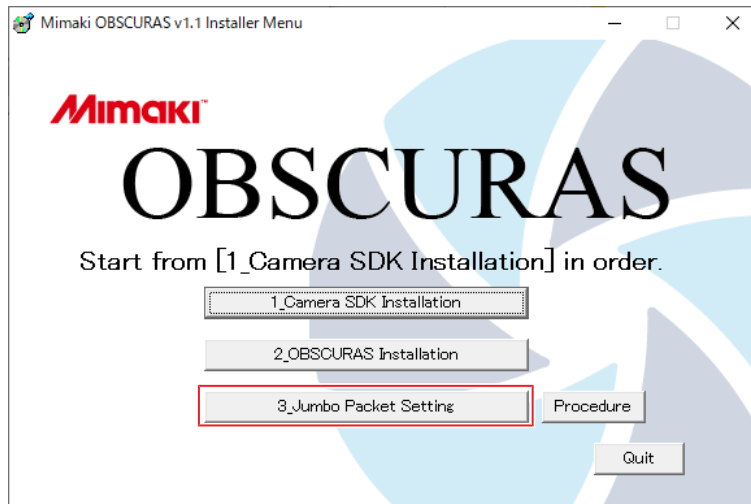 Mimaki OBSCURAS v1.1 Installer Menu
Mimaki™
OBSCURAS
Start from [1_Camera SDK Installation] in order.
1_Camera SDK Installation
2_OBSCURAS Installation
3_Jumbo Packet Setting Procedure
Quit